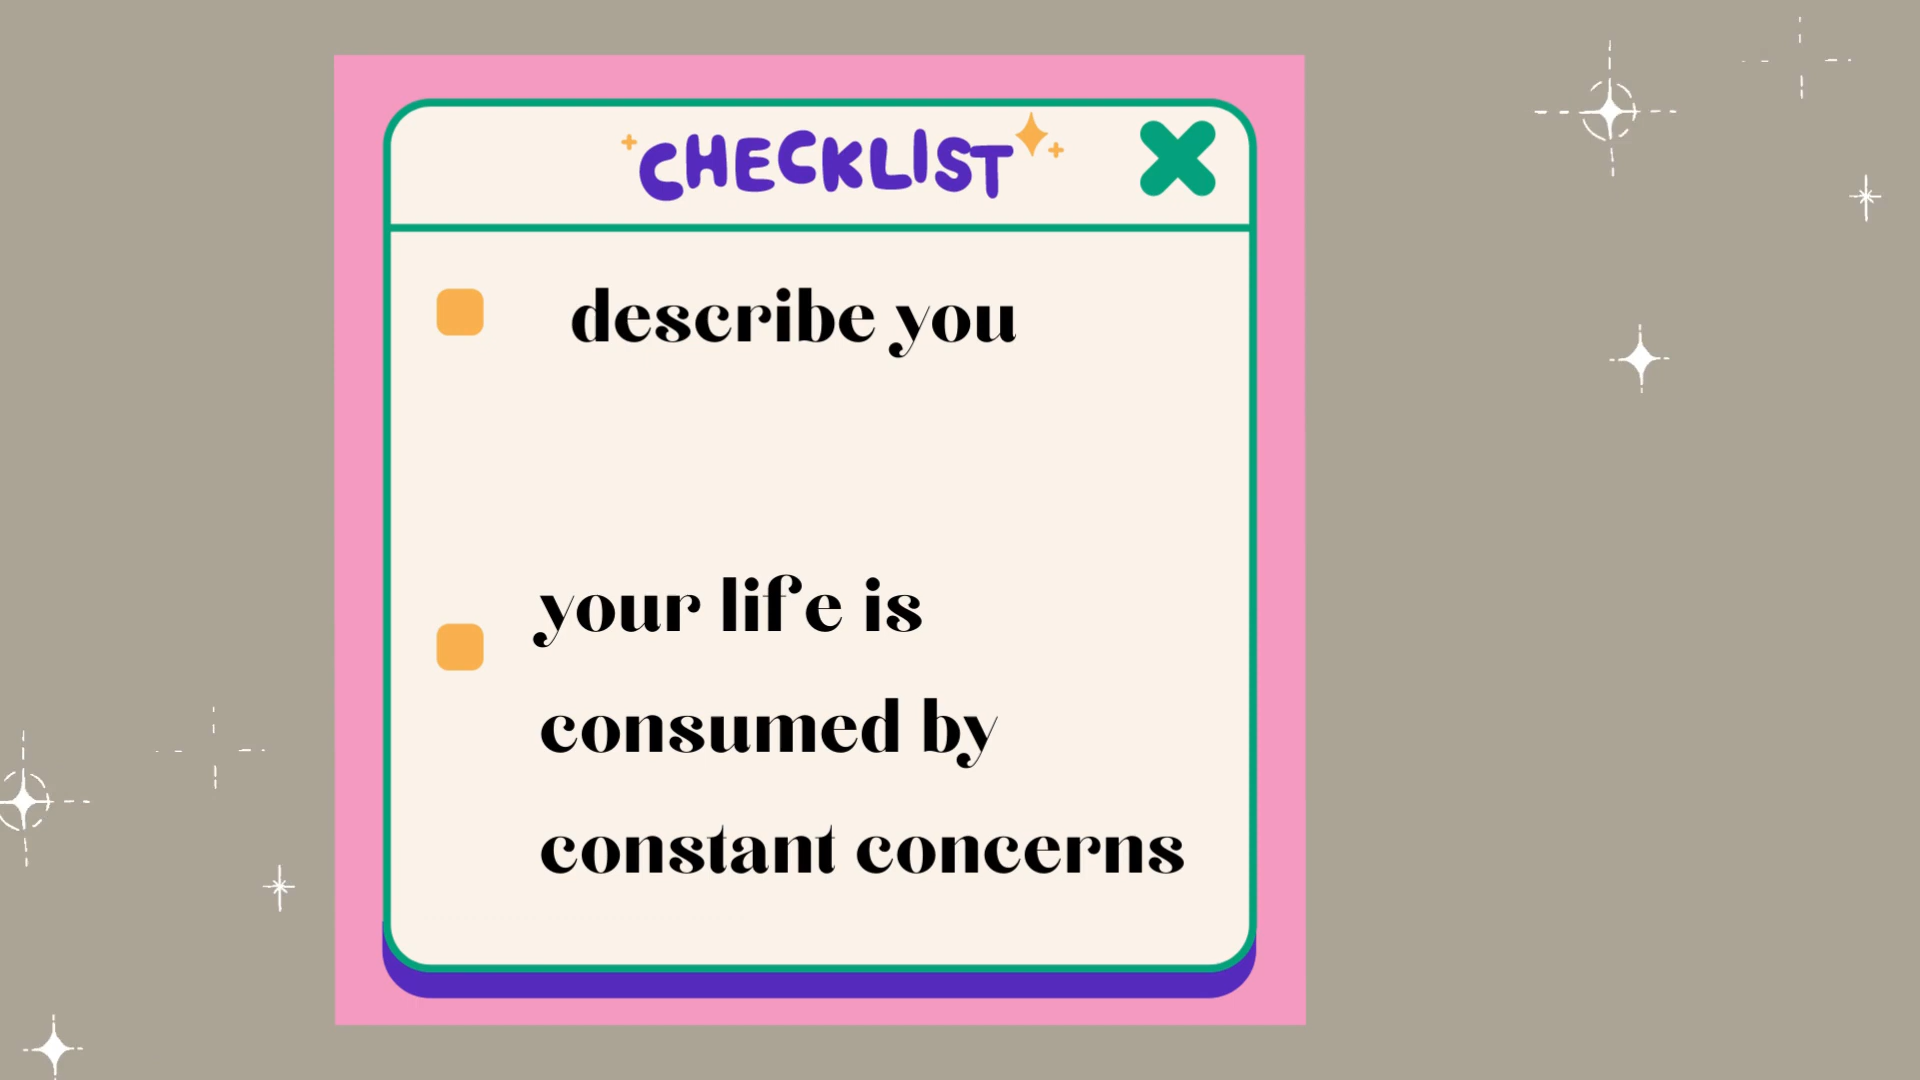 CHECKLIST
describe you
your life is
consumed by
constant concerns